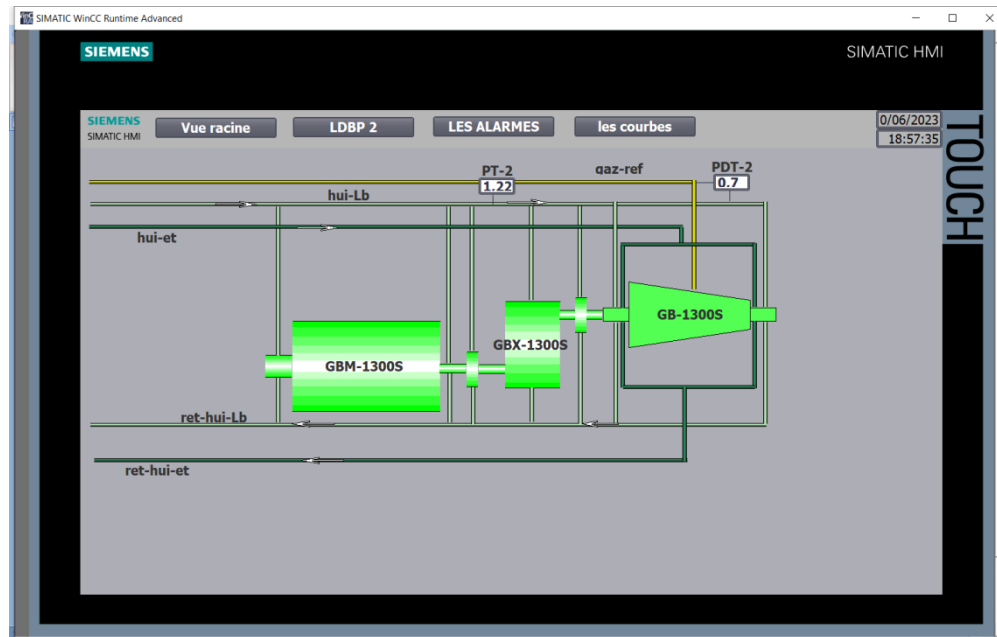 SIMATIC WinCC Runtime Advanced
SIEMENS
SIMATIC HMI
TOUCH
SIEMENS
SIMATIC HMI
Vue racine
LDBP 2
LES ALARMES
les courbes
0/06/2023
18:57:35
PT-2
1.22
gaz-ref
PDT-2
0.7
hui-Lb
hui-et
GB-1300S
GBX-1300S
GBM-1300S
ret-hui-Lb
ret-hui-et